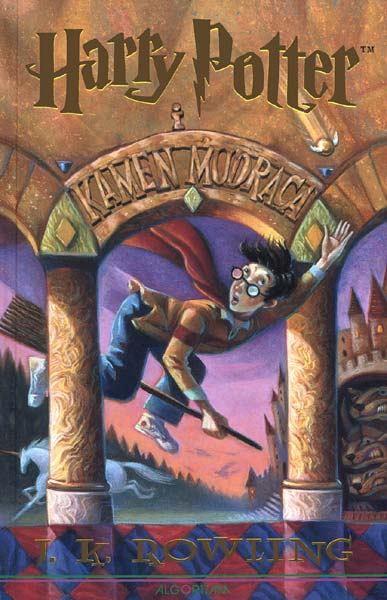 Harry Potter™
KAMEN MUDRACA
J. K. ROWLING
ALGORITAM